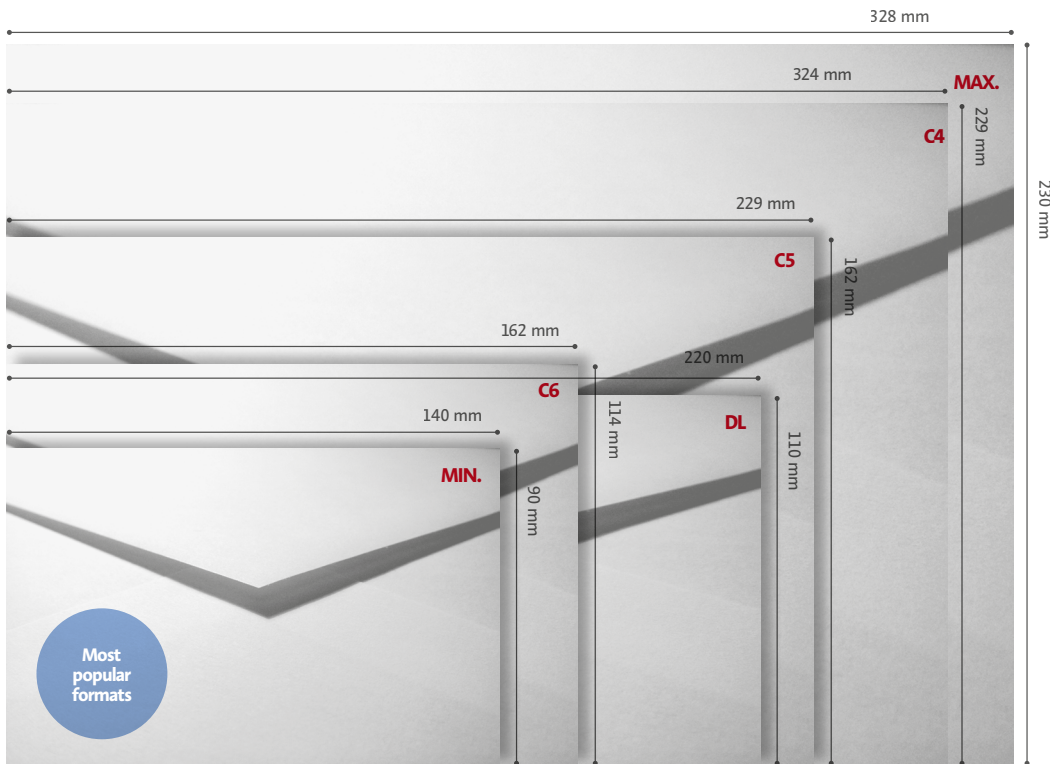 328 mm
324 mm
MAX.
229 mm
C4
230 mm
229 mm
C5
162 mm
162 mm
220 mm
C6
114 mm
140 mm
DL
110 mm
MIN.
90 mm
Most
popular
formats